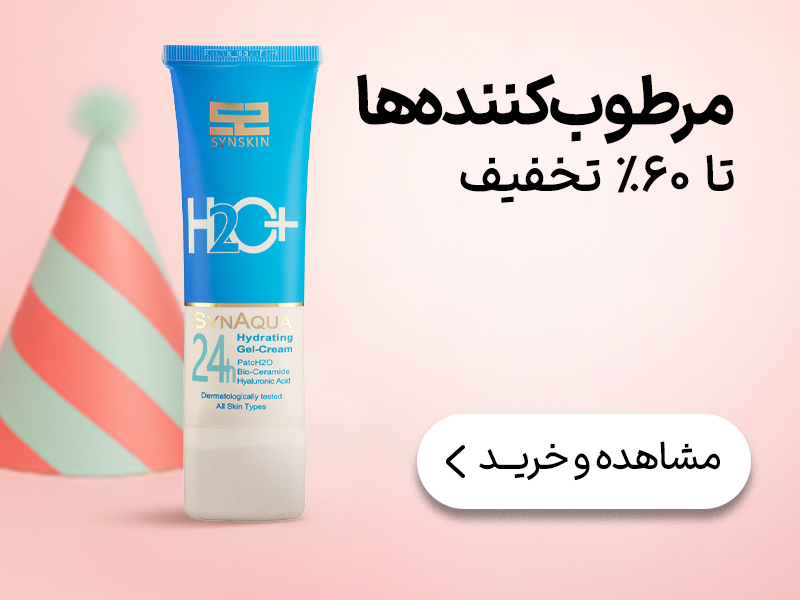 مرطوب‌کننده‌ها
تا ۶۰٪ تخفیف
SYNSKIN
H2O+
SYNAQUA
24h
Hydrating
Gel-Cream
PatcH2O
Bio-Ceramide
Hyaluronic Acid
Dermatologically tested
All Skin Types
مشاهده و خرید